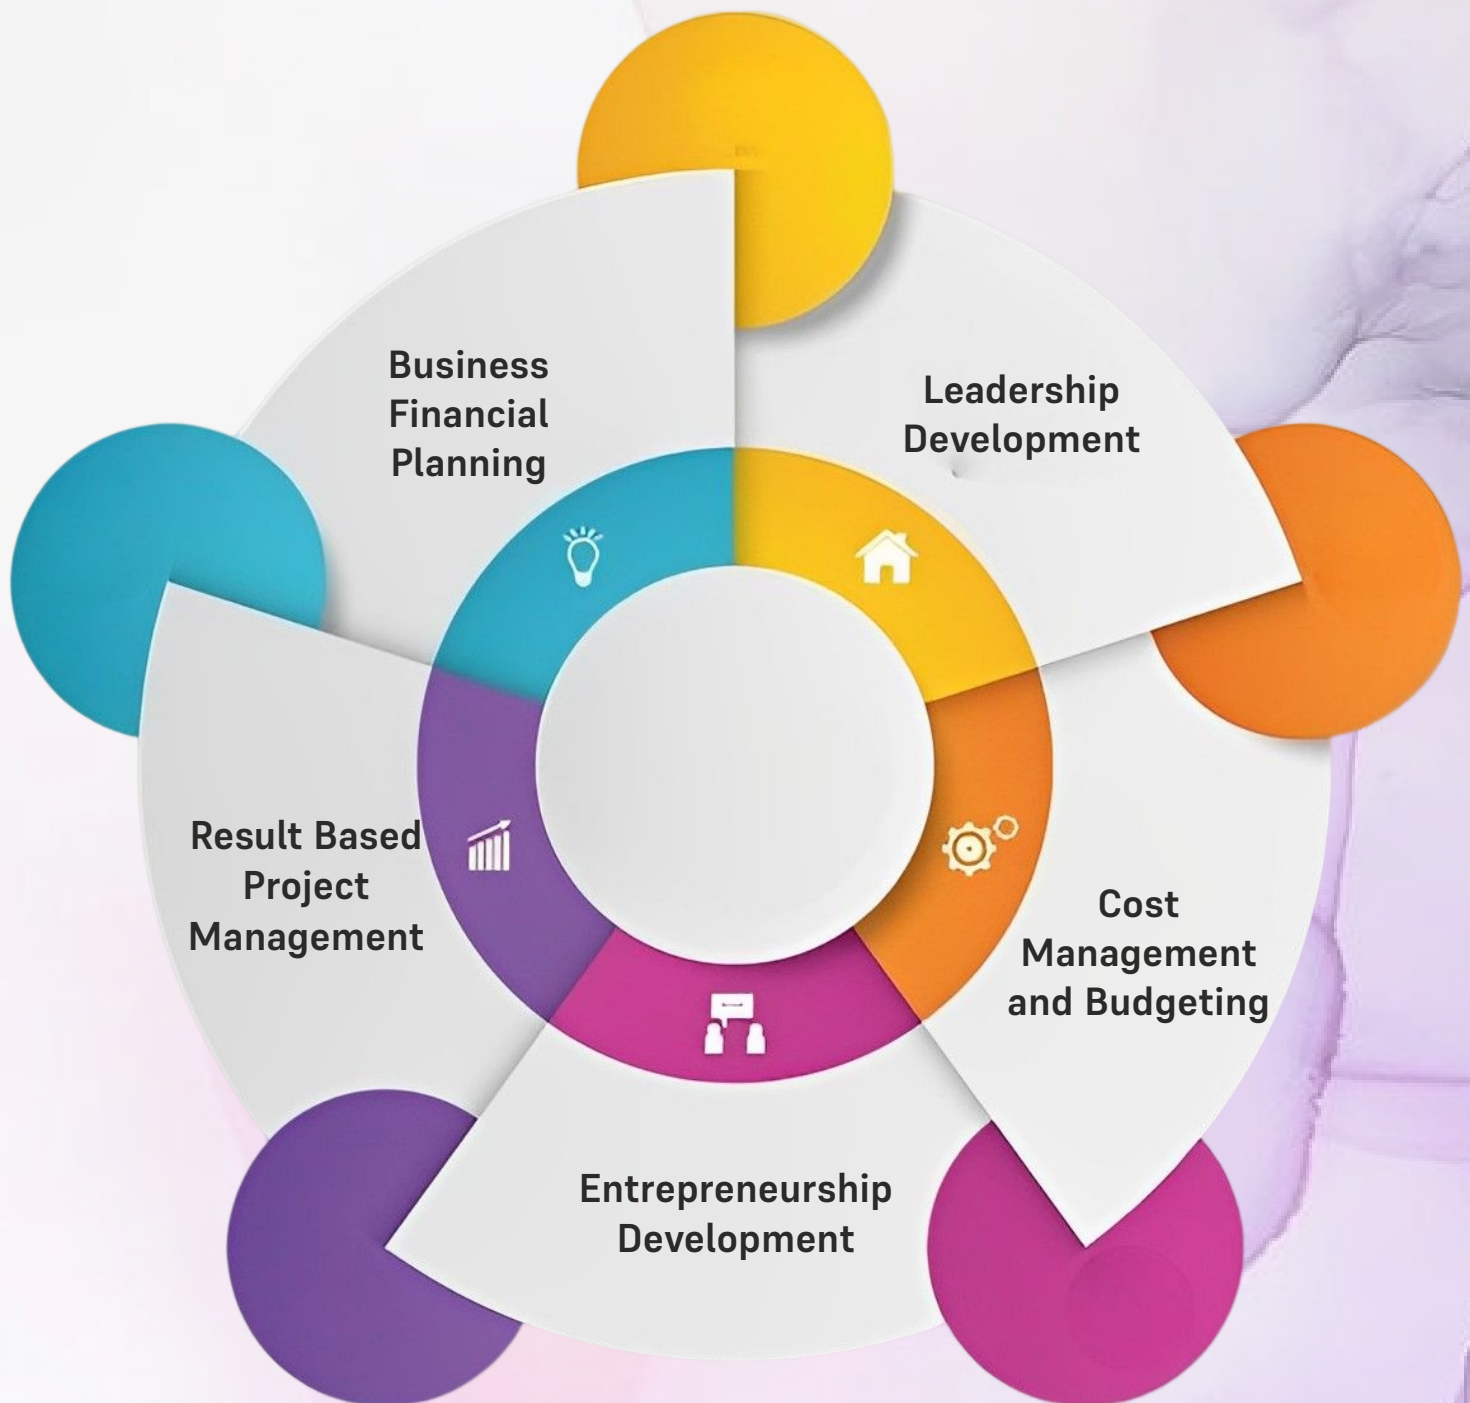 Business
Financial
Planning
Leadership
Development
Result Based
Project
Management
Cost
Management
and Budgeting
Entrepreneurship
Development